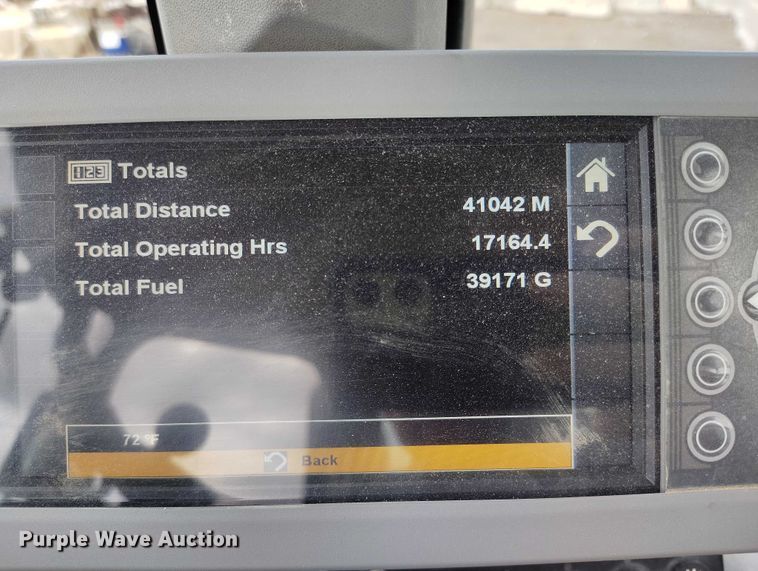 123 Totals
Total Distance 41042 M
Total Operating Hrs 17164.4
Total Fuel 39171 G
72 °F
Back
Purple Wave Auction